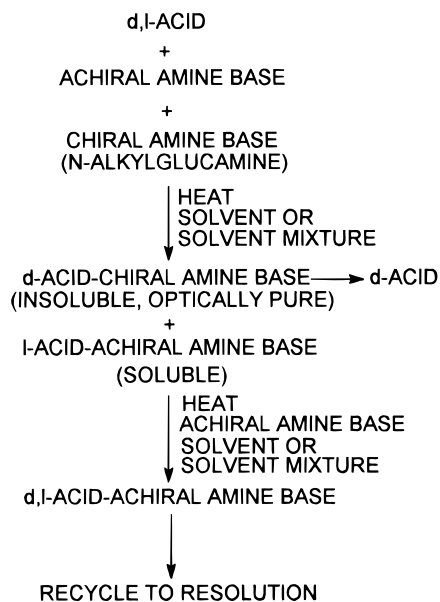 d,l-ACID
+
ACHIRAL AMINE BASE
+
CHIRAL AMINE BASE
(N-ALKYLGLUCAMINE)
HEAT
SOLVENT OR
SOLVENT MIXTURE
d-ACID-CHIRAL AMINE BASE d-ACID
(INSOLUBLE, OPTICALLY PURE)
+
l-ACID-ACHIRAL AMINE BASE
(SOLUBLE)
HEAT
ACHIRAL AMINE BASE
SOLVENT OR
SOLVENT MIXTURE
d,l-ACID-ACHIRAL AMINE BASE
RECYCLE TO RESOLUTION